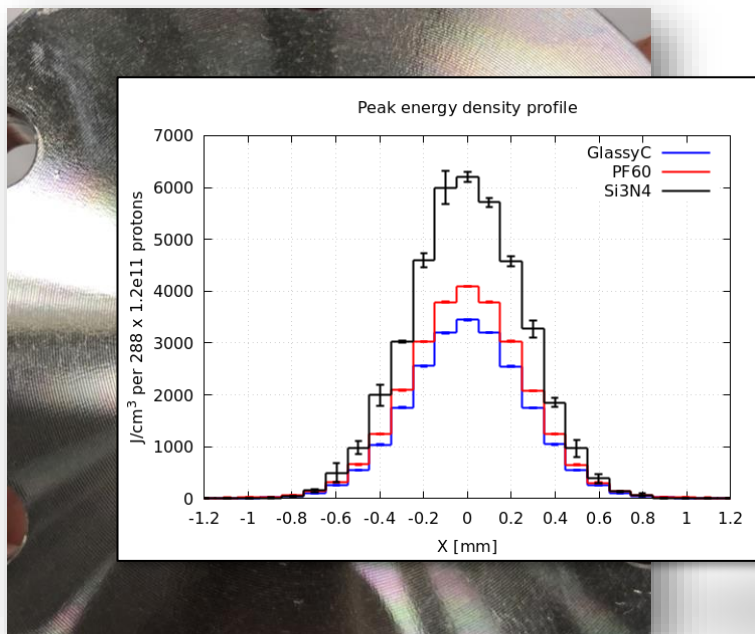 Peak energy density profile
7000
6000
5000
4000
3000
2000
1000
0
J/cm³ per 288 x 1.2e11 protons
GlassyC
PF60
Si3N4
-1.2 -1 -0.8 -0.6 -0.4 -0.2 0 0.2 0.4 0.6 0.8 1 1.2
X [mm]